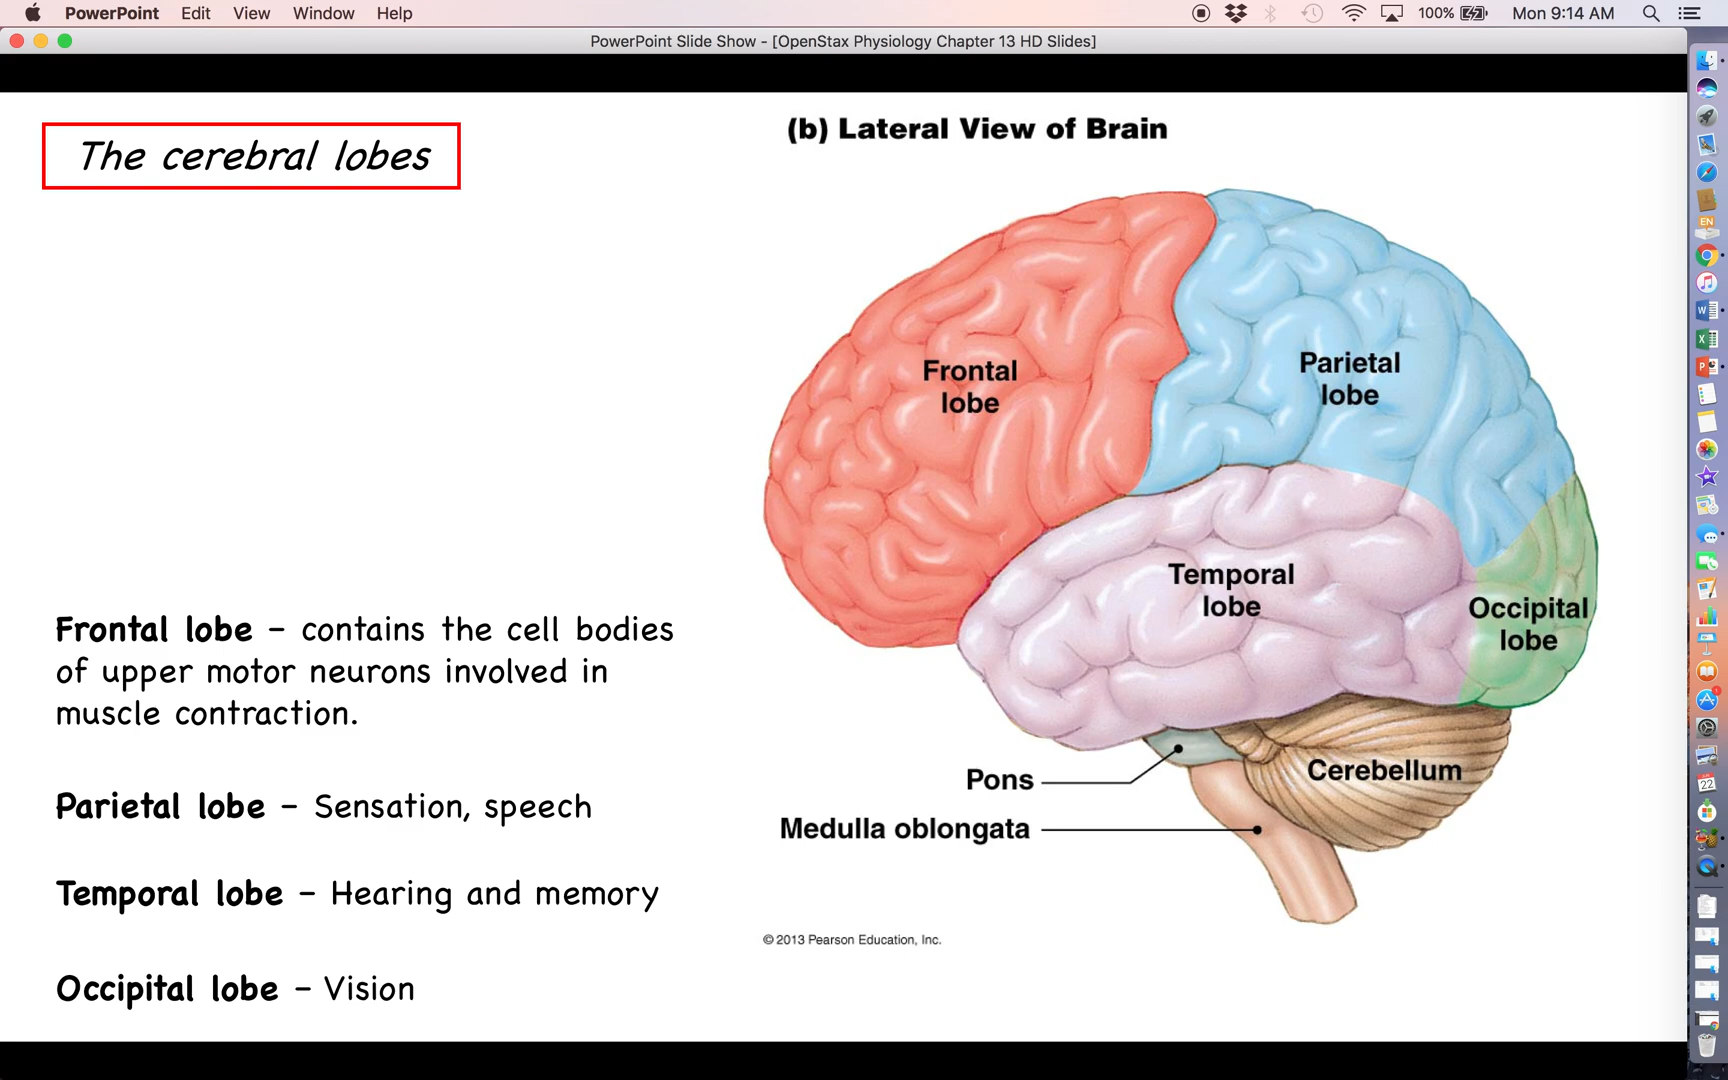 PowerPoint Edit View Window Help 100% Mon 9:14 AM
PowerPoint Slide Show - [OpenStax Physiology Chapter 13 HD Slides]
The cerebral lobes
Frontal lobe – contains the cell bodies
of upper motor neurons involved in
muscle contraction.
Parietal lobe – Sensation, speech
Temporal lobe – Hearing and memory
Occipital lobe – Vision
(b) Lateral View of Brain
Frontal
lobe
Parietal
lobe
Temporal
lobe
Occipital
lobe
Pons
Cerebellum
Medulla oblongata
© 2013 Pearson Education, Inc.
EN
W
X
P
1
22